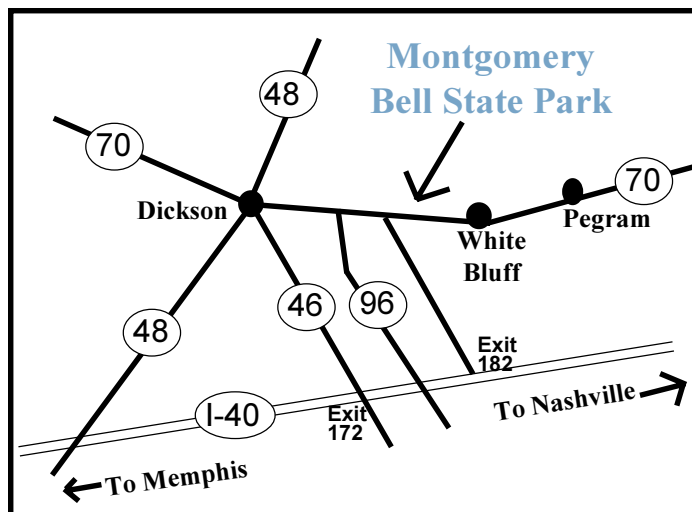 Montgomery
Bell State Park
48
70
70
Dickson
Pegram
White
Bluff
48
46
96
Exit
182
I-40
Exit
172
To Nashville
To Memphis